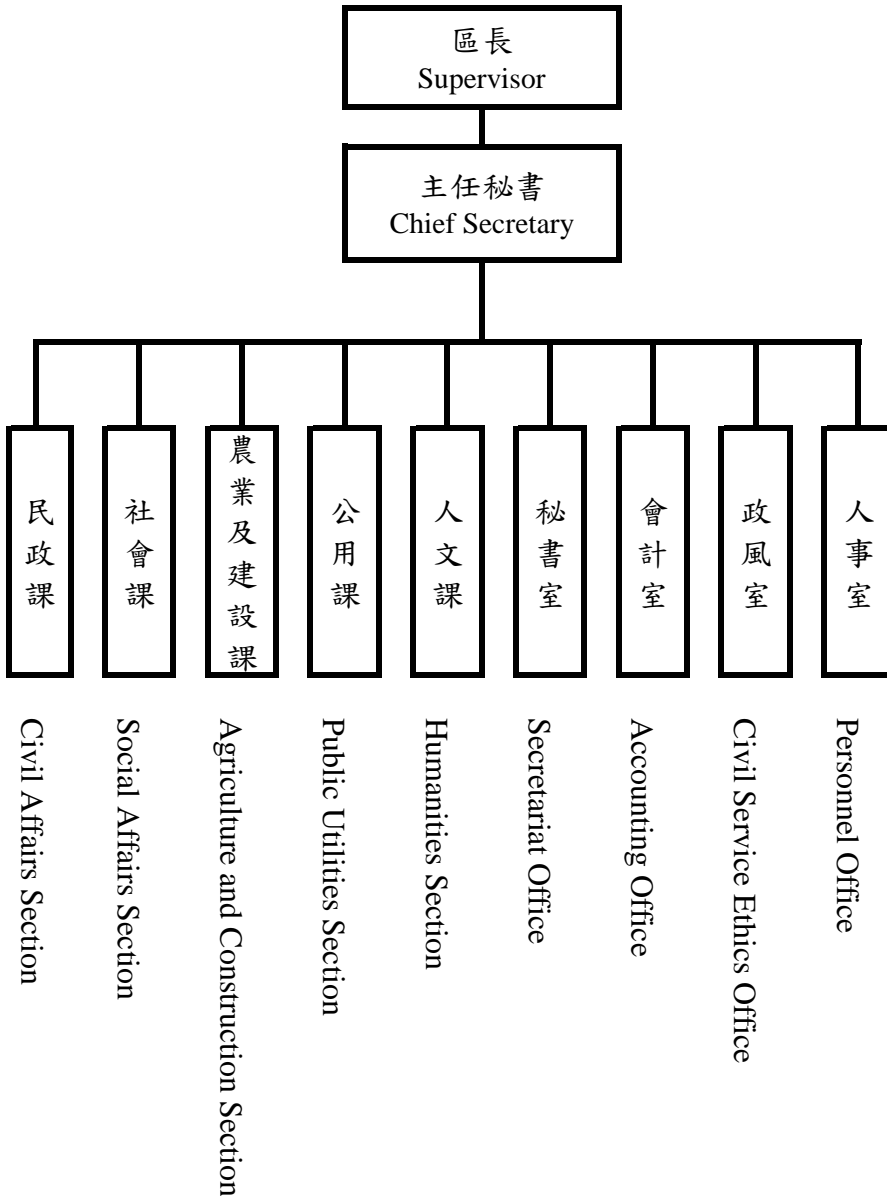 區長
Supervisor
主任秘書
Chief Secretary
民政課
社會課
農業及建設課
公用課
人文課
秘書室
會計室
政風室
人事室
Civil Affairs Section
Social Affairs Section
Agriculture and Construction Section
Public Utilities Section
Humanities Section
Secretariat Office
Accounting Office
Civil Service Ethics Office
Personnel Office